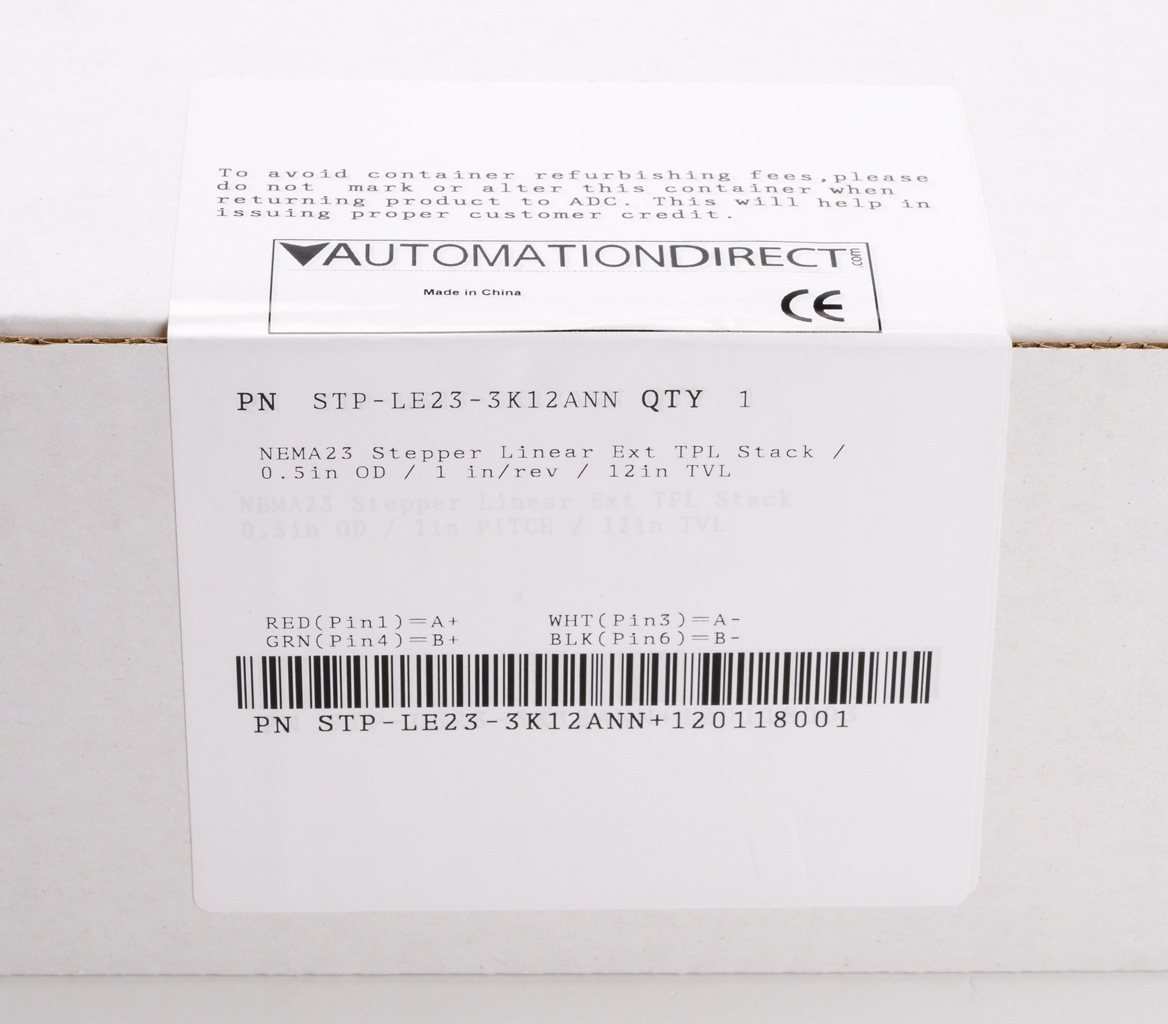 To avoid container refurbishing fees,please
do not mark or alter this container when
returning product to ADC. This will help in
issuing proper customer credit.
AUTOMATIONDIRECT.com
Made in China
CE
PN STP-LE23-3K12ANN QTY 1
NEMA23 Stepper Linear Ext TPL Stack /
0.5in OD / 1 in/rev / 12in TVL
NEMA23 Stepper Linear Ext TPL Stack
0.5in OD / 1in PITCH / 12in TVL
RED(Pin1)=A+ WHT(Pin3)=A-
GRN(Pin4)=B+ BLK(Pin6)=B-
PN STP-LE23-3K12ANN+120118001